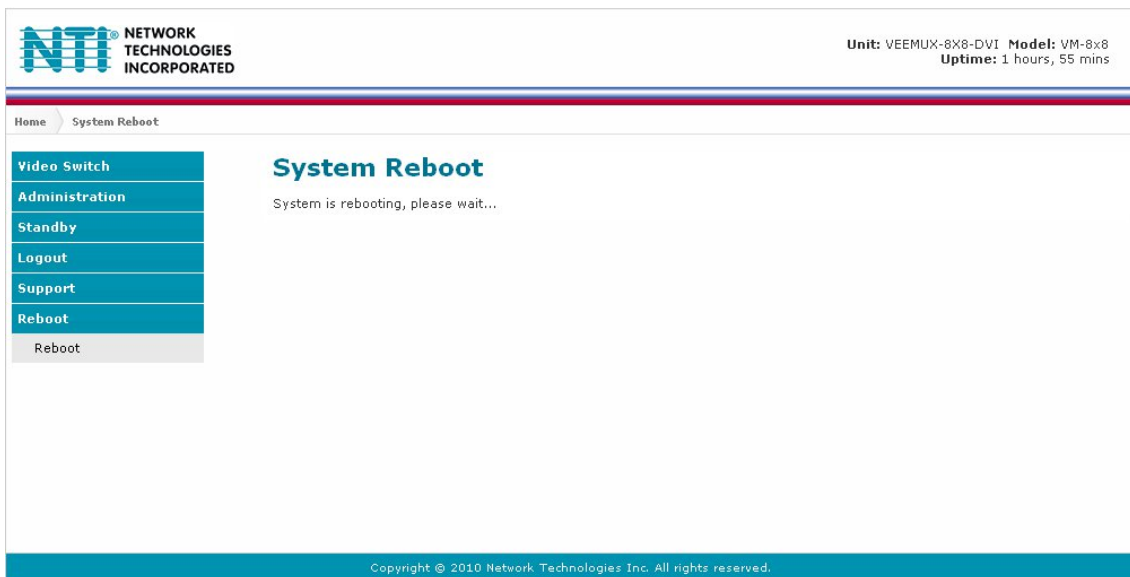 NTI® NETWORK
TECHNOLOGIES
INCORPORATED
Unit: VEEMUX-8X8-DVI Model: VM-8x8
Uptime: 1 hours, 55 mins
Home System Reboot
Video Switch
Administration
Standby
Logout
Support
Reboot
Reboot
System Reboot
System is rebooting, please wait...
Copyright © 2010 Network Technologies Inc. All rights reserved.